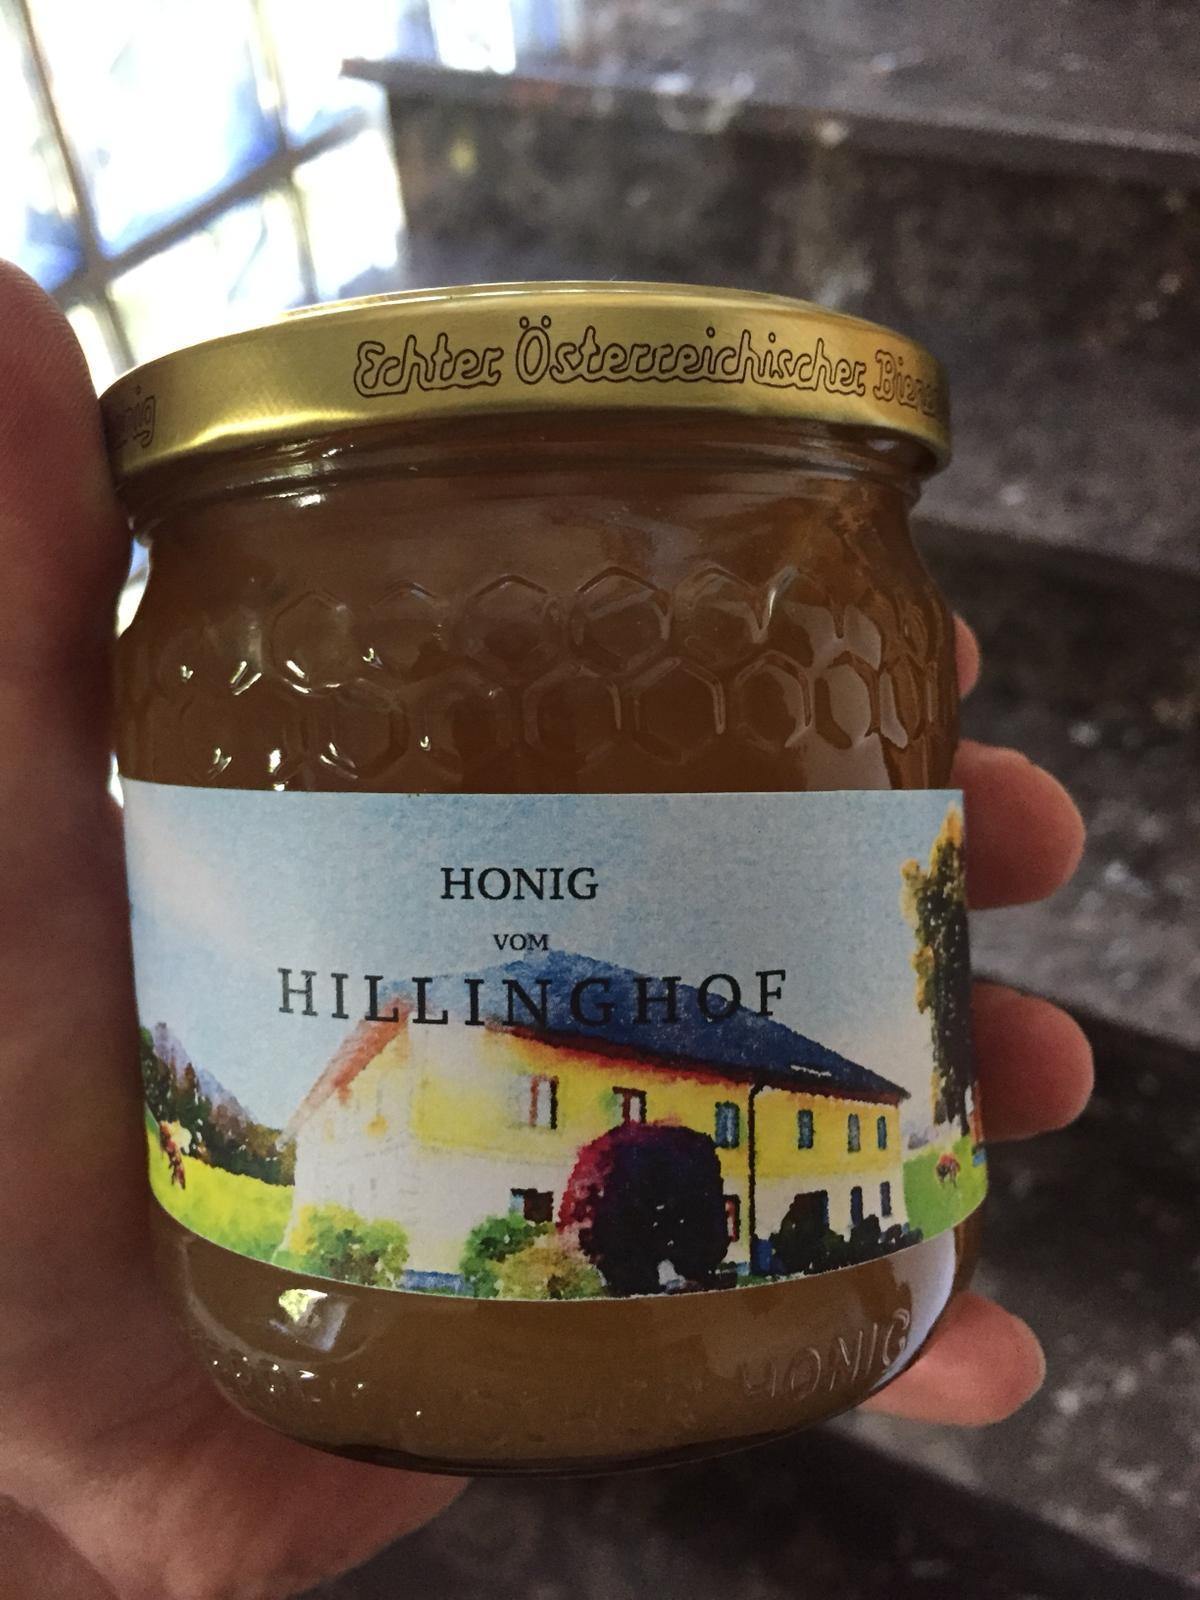 Echter Österreichischer
HONIG
VOM
HILLINGHOF
HONIG